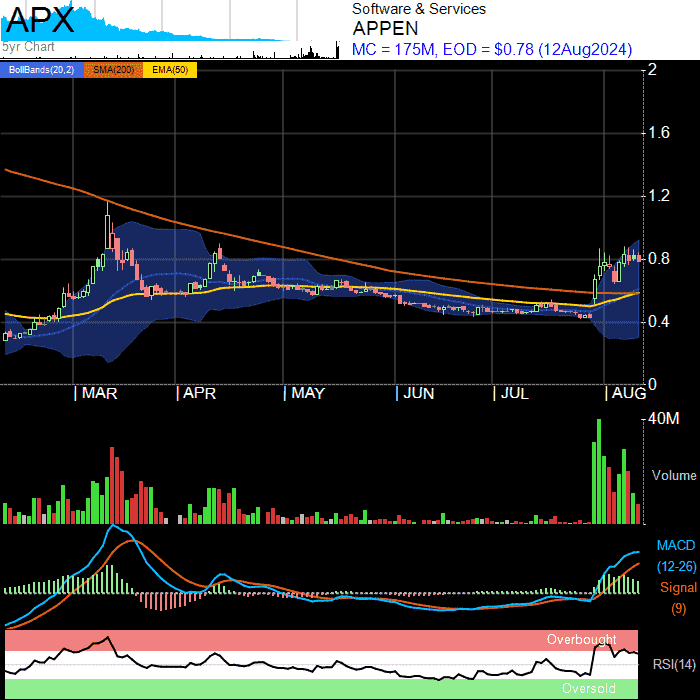 APX
5yr Chart
Software & Services
APPEN
MC = 175M, EOD = $0.78 (12Aug2024)
BollBands(20,2) SMA(200) EMA(50)
2
1.6
1.2
0.8
0.4
0
MAR APR MAY JUN JUL AUG
40M
Volume
MACD
(12-26)
Signal
(9)
Overbought
RSI(14)
Oversold